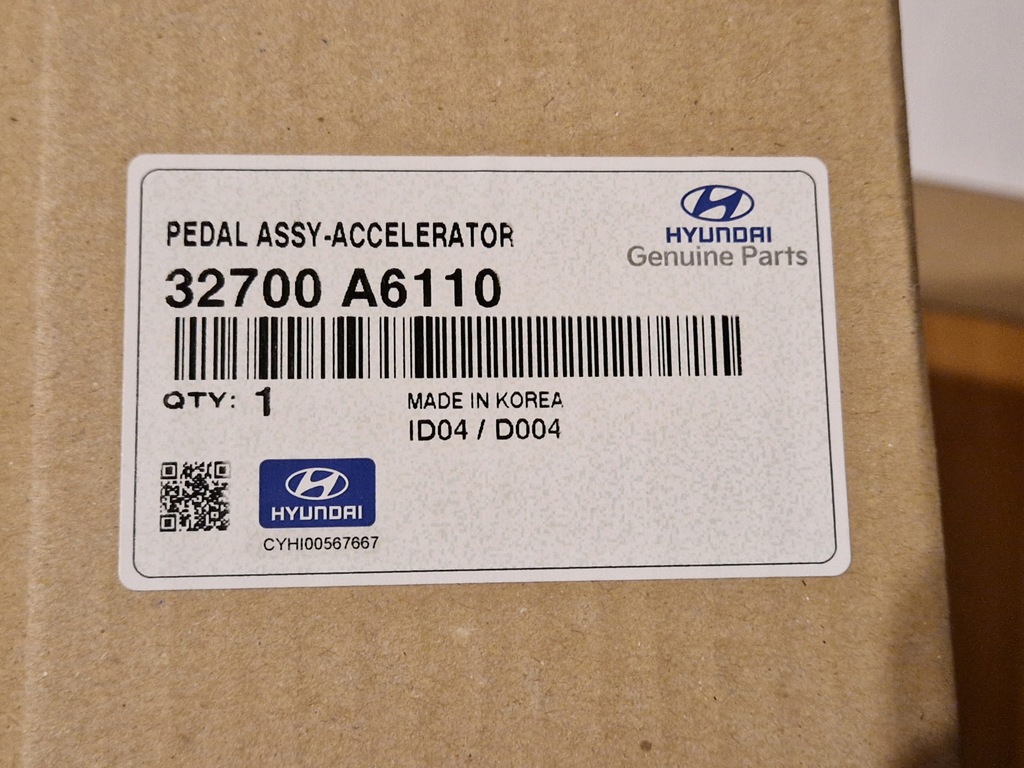 PEDAL ASSY-ACCELERATOR
HYUNDAI
Genuine Parts
32700 A6110
QTY: 1
MADE IN KOREA
ID04 / D004
HYUNDAI
CYHI00567667